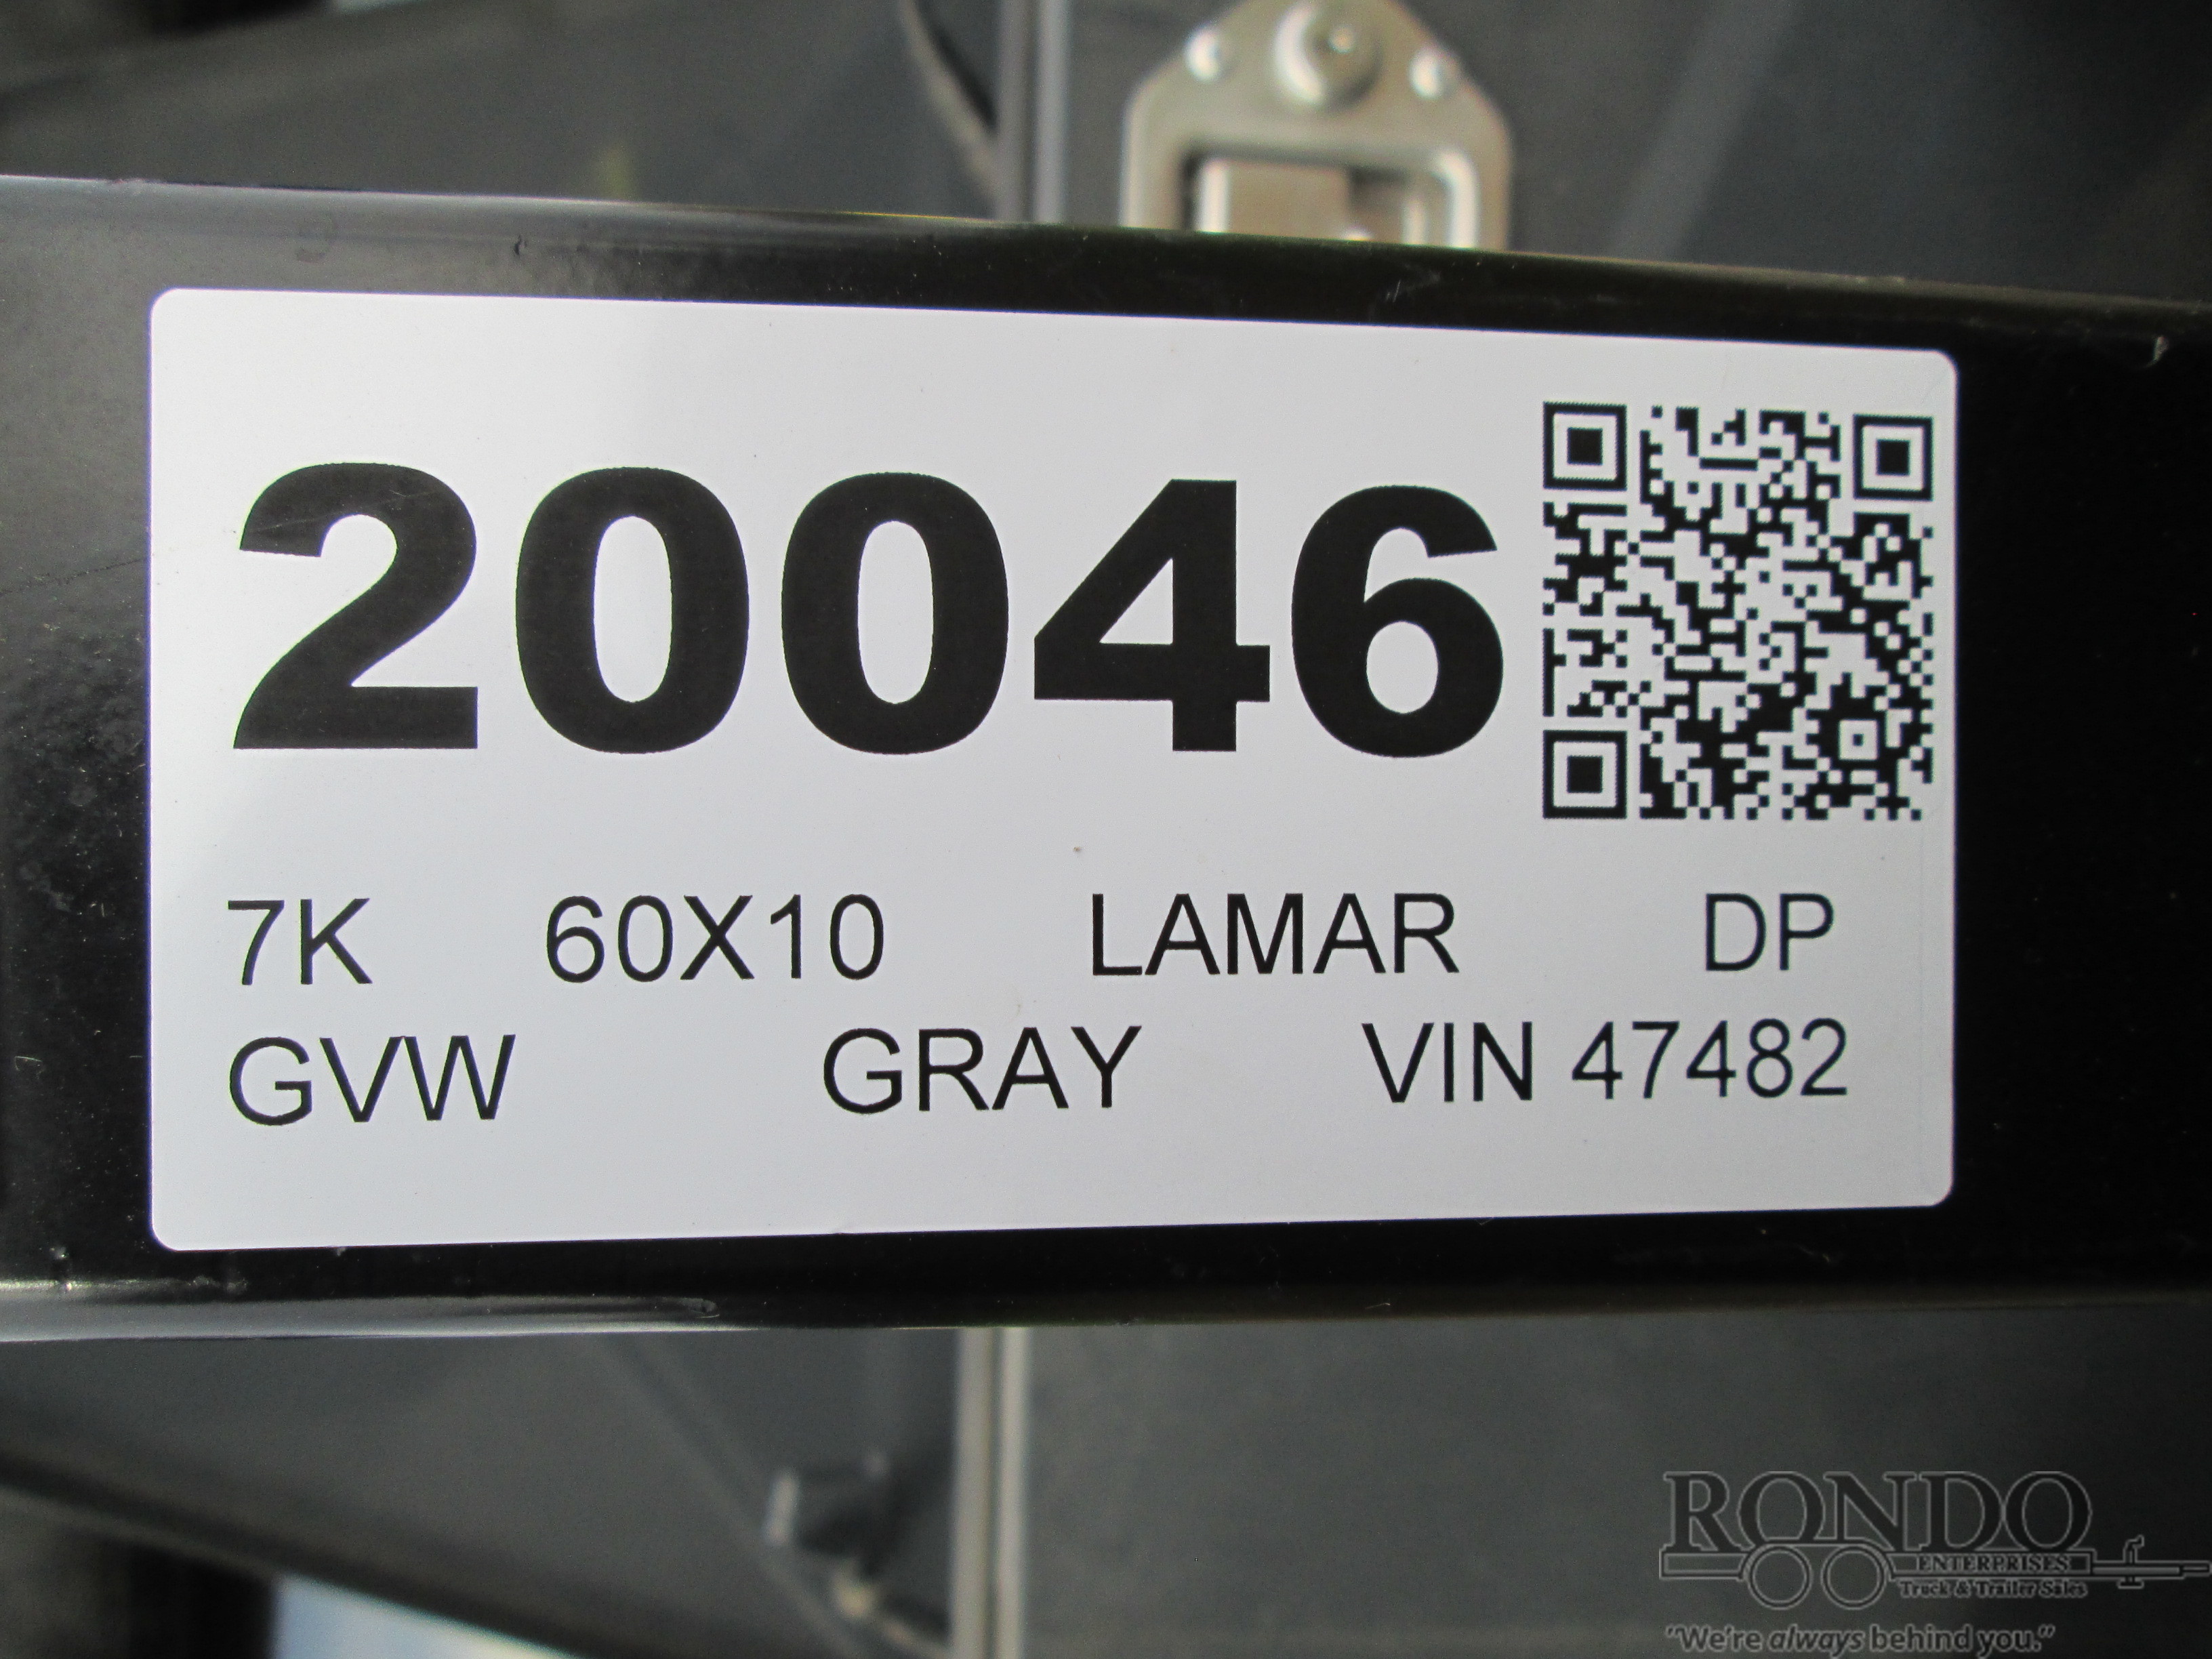 20046
7K 60X10 LAMAR DP
GVW GRAY VIN 47482
RONDO
ENTERPRISES
Truck & Trailer Sales
"We're always behind you."